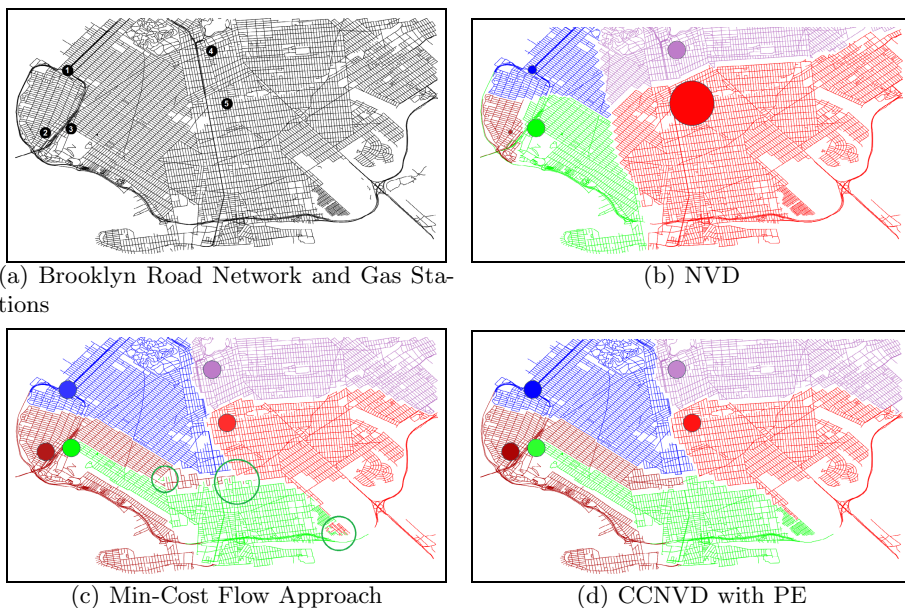 1
4
5
2
3
(a) Brooklyn Road Network and Gas Sta-
tions
(b) NVD
(c) Min-Cost Flow Approach
(d) CCNVD with PE